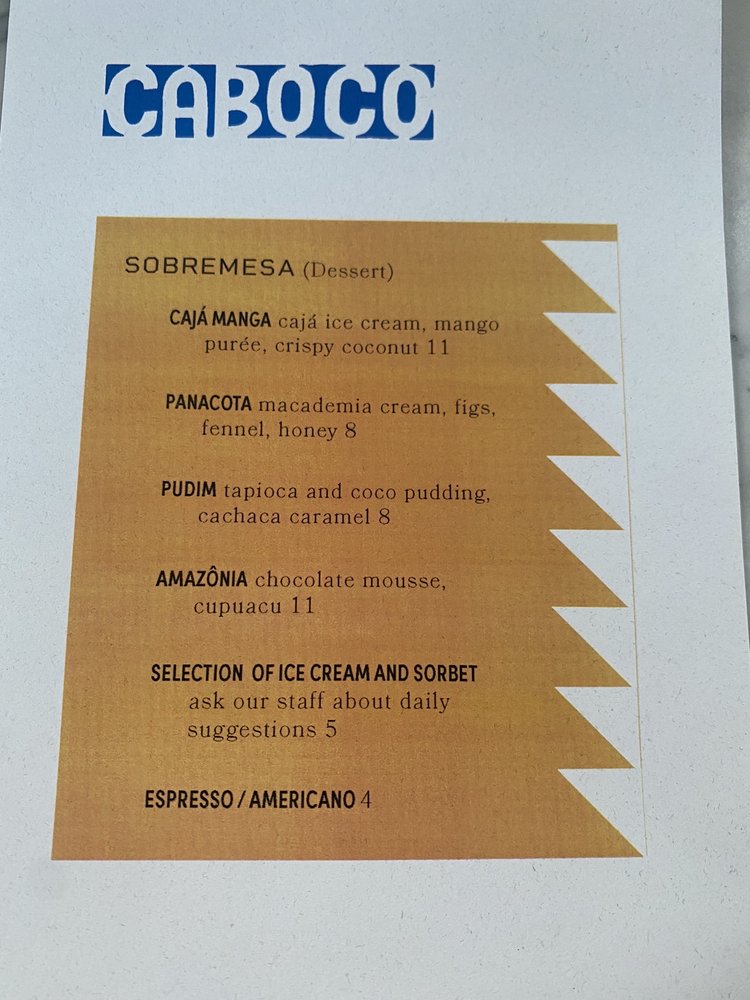 CABOCO
SOBREMESA (Dessert)
CAJÁ MANGA cajá ice cream, mango
purée, crispy coconut 11
PANACOTA macademia cream, figs,
fennel, honey 8
PUDIM tapioca and coco pudding,
cachaca caramel 8
AMAZÔNIA chocolate mousse,
cupuacu 11
SELECTION OF ICE CREAM AND SORBET
ask our staff about daily
suggestions 5
ESPRESSO / AMERICANO 4